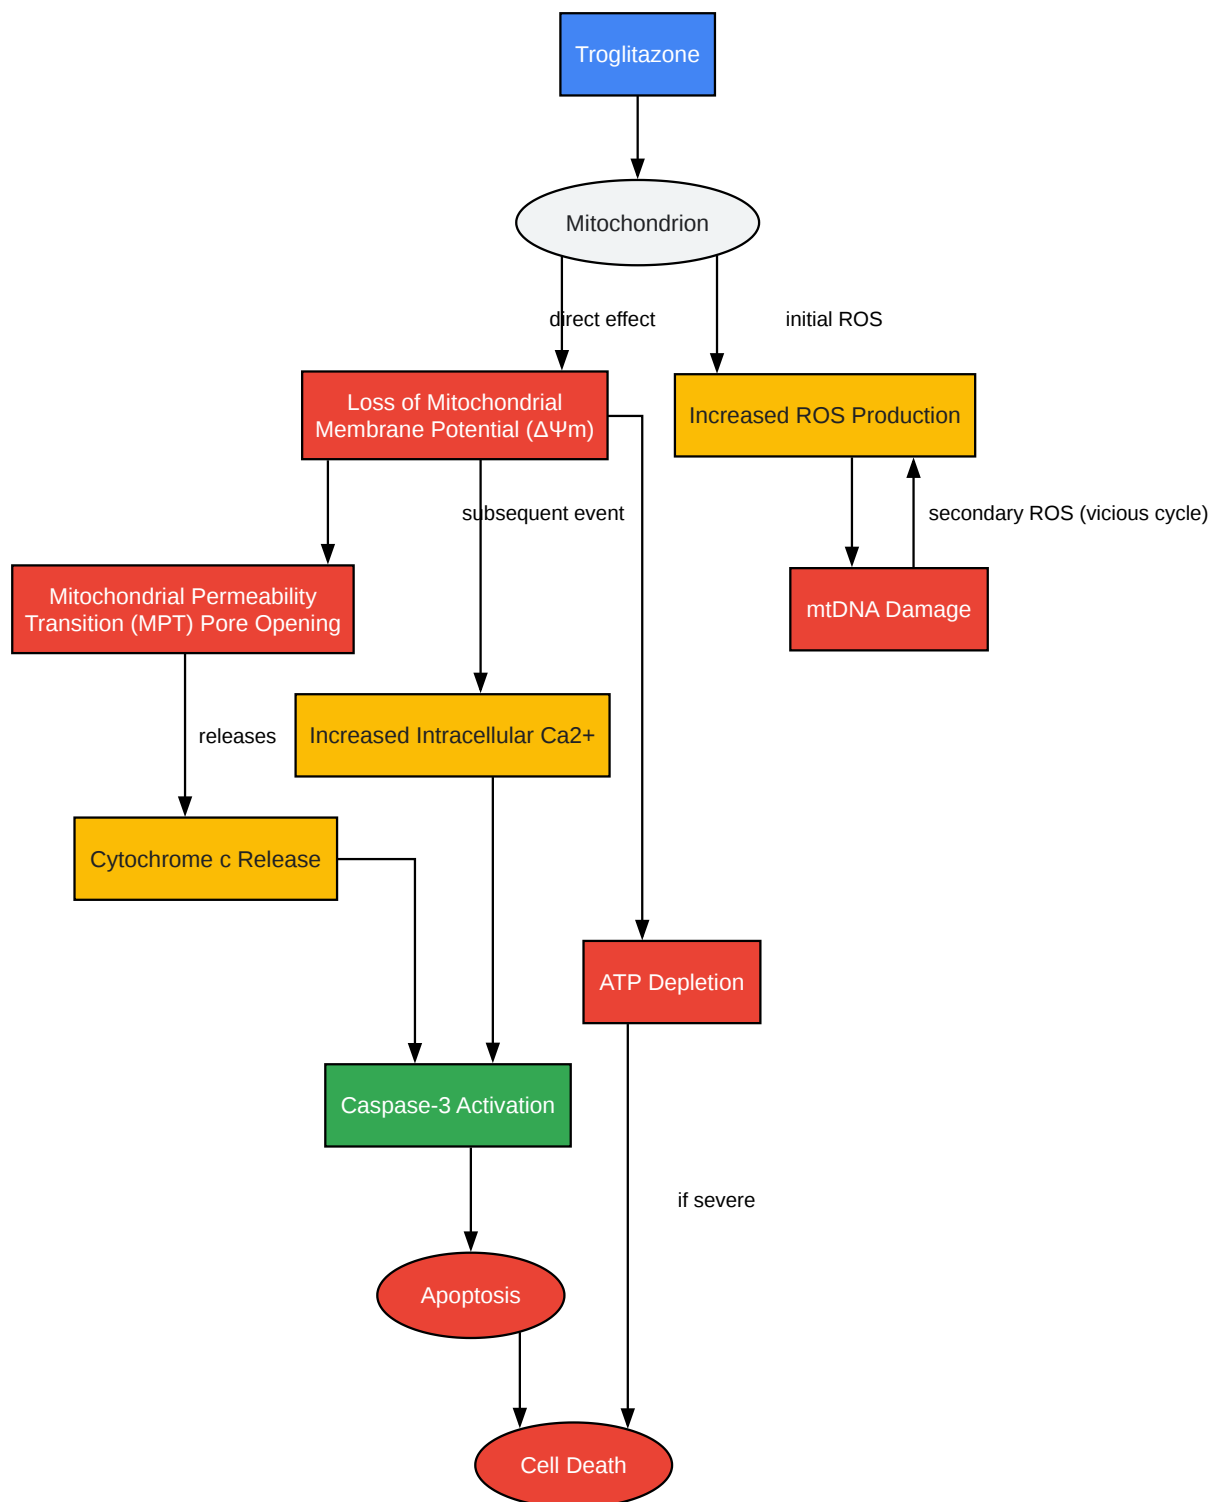 Troglitazone
Mitochondrion
direct effect
initial ROS
Loss of Mitochondrial
Membrane Potential (ΔΨm)
Increased ROS Production
subsequent event
secondary ROS (vicious cycle)
Mitochondrial Permeability
Transition (MPT) Pore Opening
mtDNA Damage
releases
Increased Intracellular Ca2+
Cytochrome c Release
ATP Depletion
Caspase-3 Activation
if severe
Apoptosis
Cell Death